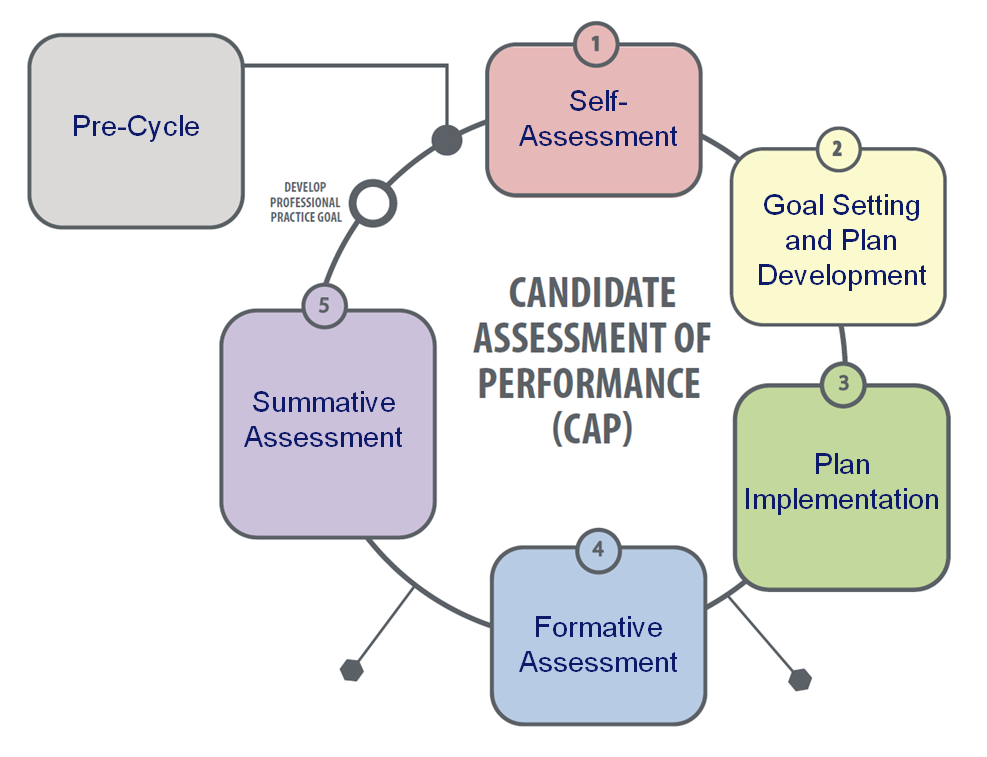 Pre-Cycle
1
Self-
Assessment
2
Goal Setting
and Plan
Development
DEVELOP
PROFESSIONAL
PRACTICE GOAL
CANDIDATE
ASSESSMENT OF
PERFORMANCE
(CAP)
3
Plan
Implementation
4
Formative
Assessment
5
Summative
Assessment